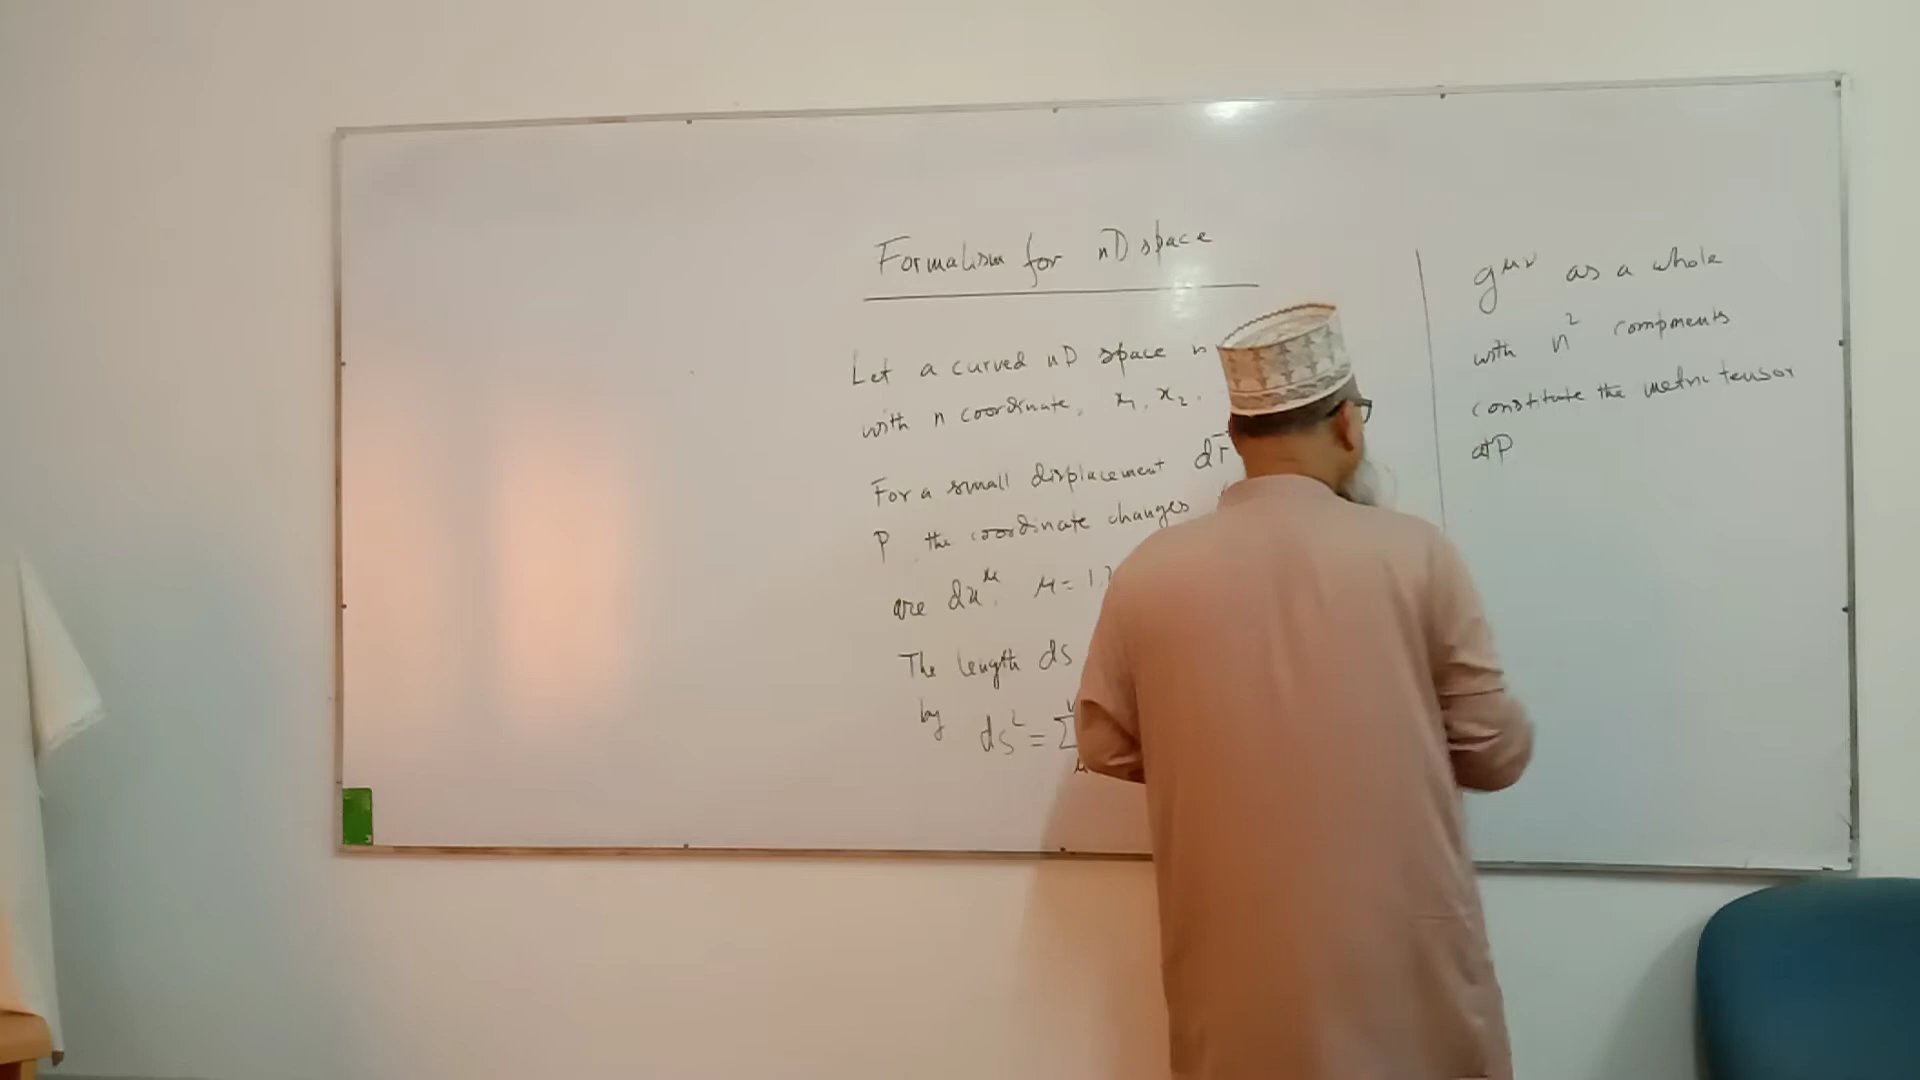 Formalism for nD space
Let a curved nD space is
with n coordinate, x₁, x₂.
For a small displacement dr⃗
P the coordinate changes
are dx^μ, μ = 1,2
The length ds
by ds² = Σ
g^μν as a whole
with n² components
constitute the metric tensor
at P